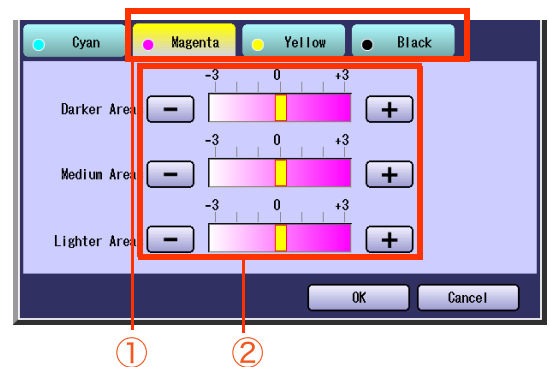 Cyan Magenta Yellow Black
-3 0 +3
Darker Area − +
-3 0 +3
Medium Area − +
-3 0 +3
Lighter Area − +
OK Cancel
① ②